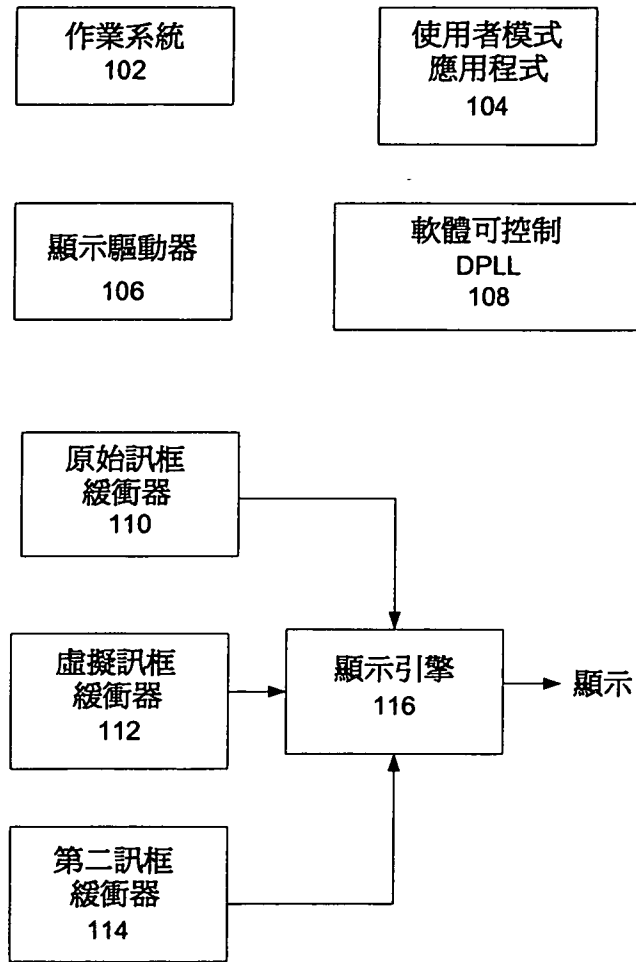 作業系統
102
使用者模式
應用程式
104
顯示驅動器
106
軟體可控制
DPLL
108
原始訊框
緩衝器
110
虛擬訊框
緩衝器
112
顯示引擎
116
顯示
第二訊框
緩衝器
114